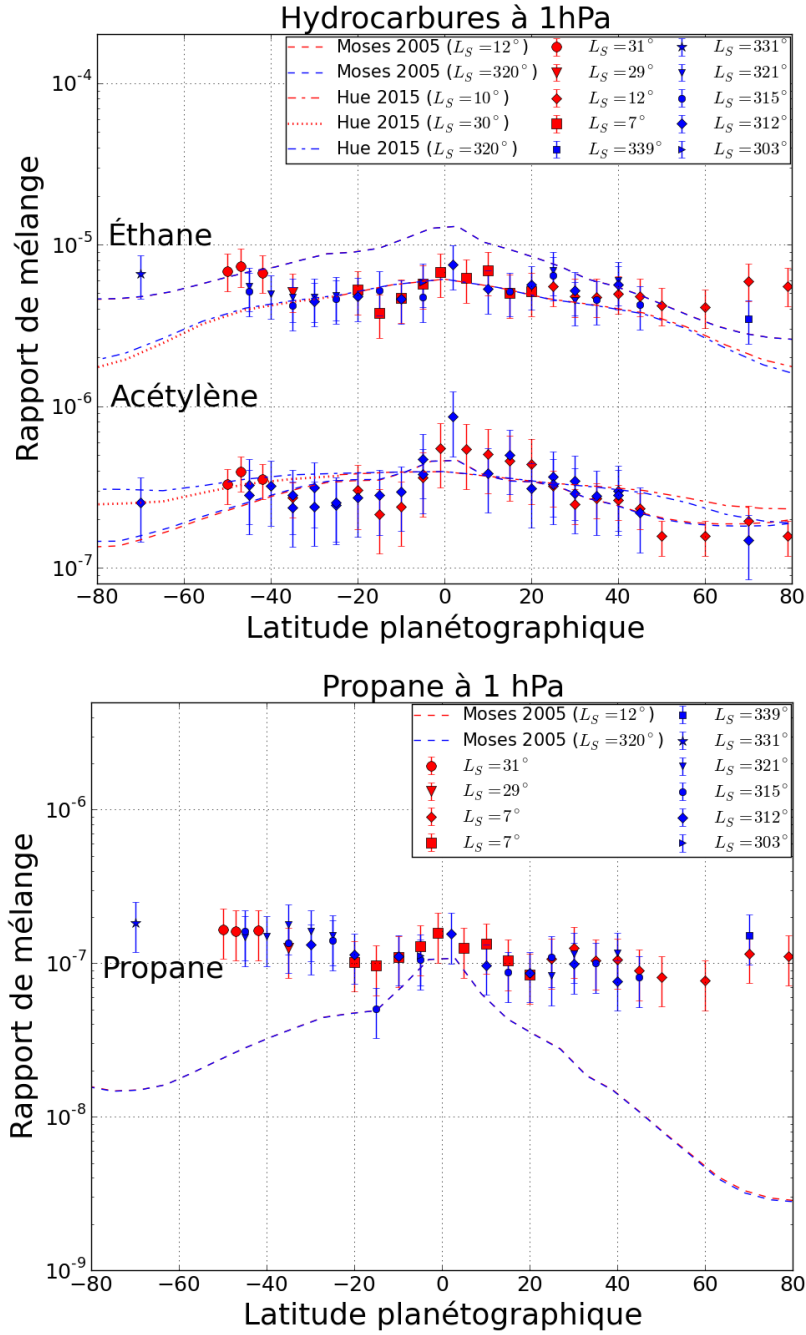 Hydrocarbures à 1hPa
Moses 2005 (L_S =12°)
Moses 2005 (L_S =320°)
Hue 2015 (L_S =10°)
Hue 2015 (L_S =30°)
Hue 2015 (L_S =320°)
L_S =31°
L_S =29°
L_S =12°
L_S =7°
L_S =339°
L_S =331°
L_S =321°
L_S =315°
L_S =312°
L_S =303°
Rapport de mélange
10⁻⁴
10⁻⁵
10⁻⁶
10⁻⁷
Éthane
Acétylène
−80 −60 −40 −20 0 20 40 60 80
Latitude planétographique
Propane à 1 hPa
Moses 2005 (L_S =12°)
Moses 2005 (L_S =320°)
L_S =31°
L_S =29°
L_S =7°
L_S =7°
L_S =339°
L_S =331°
L_S =321°
L_S =315°
L_S =312°
L_S =303°
Rapport de mélange
10⁻⁶
10⁻⁷
10⁻⁸
10⁻⁹
Propane
−80 −60 −40 −20 0 20 40 60 80
Latitude planétographique